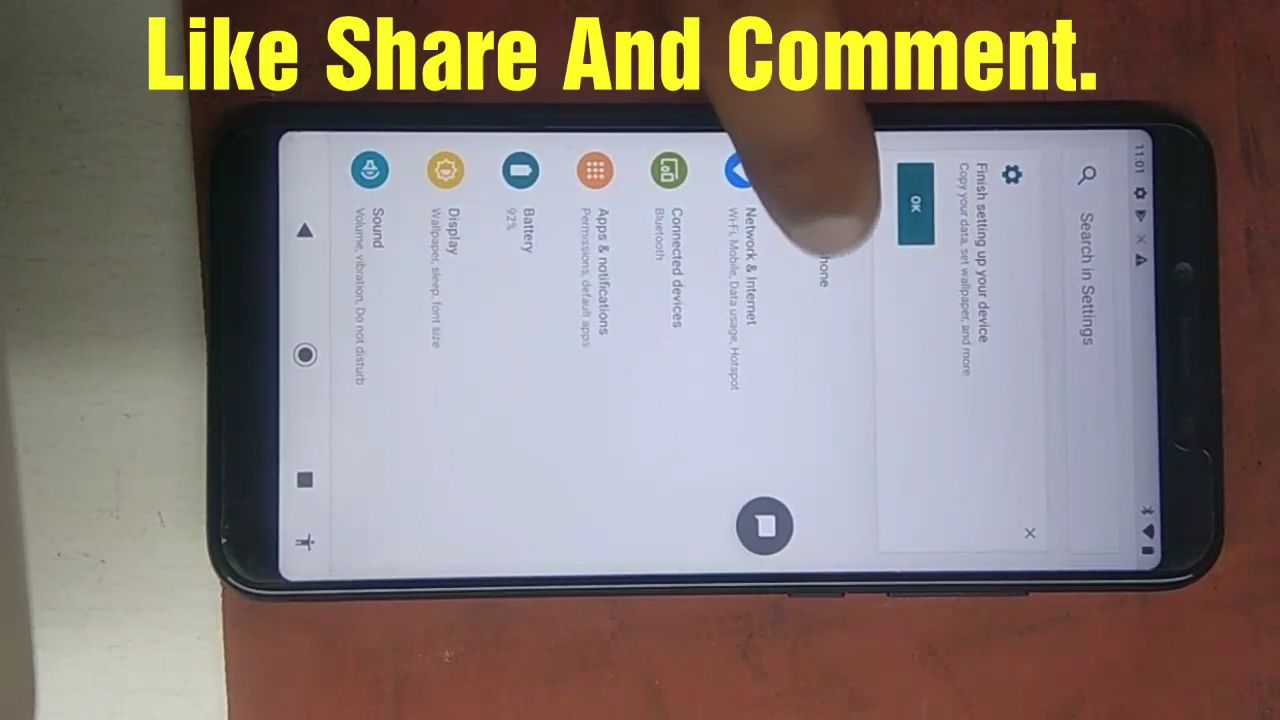 Like Share And Comment.
11:01
Search in Settings
Finish setting up your device
Copy your data, set wallpaper, and more
OK
Network & Internet
Wi-Fi, Mobile, Data usage, Hotspot
Connected devices
Bluetooth
Apps & notifications
Permissions, default apps
Battery
92%
Display
Wallpaper, sleep, font size
Sound
Volume, vibration, Do not disturb